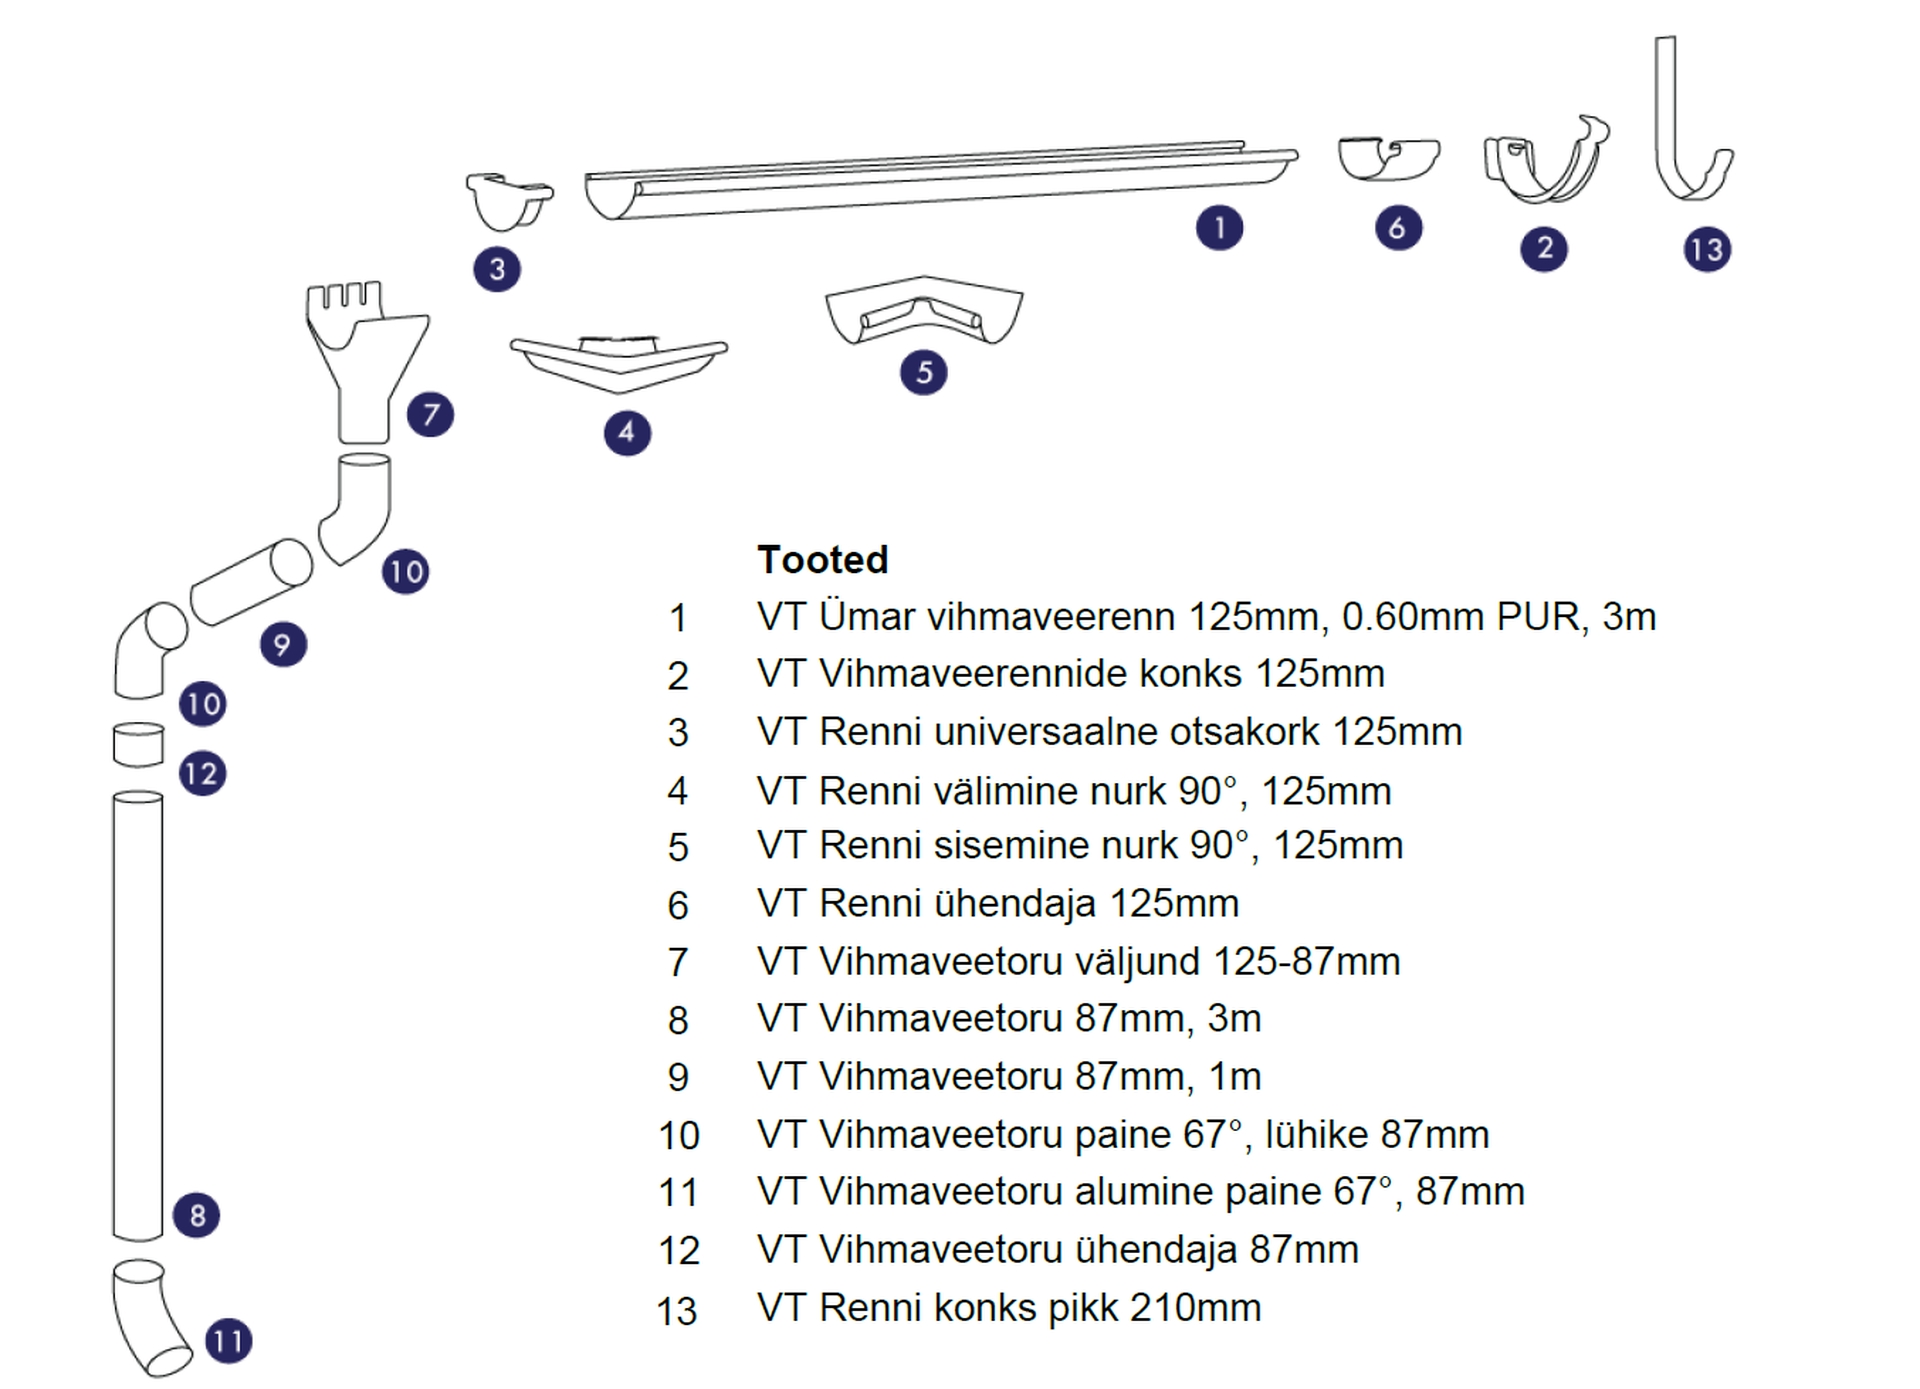 13
1
6
2
3
5
7
4
10
9
10
12
8
11
Tooted
1 VT Ümar vihmaveerenn 125mm, 0.60mm PUR, 3m
2 VT Vihmaveerennide konks 125mm
3 VT Renni universaalne otsakork 125mm
4 VT Renni välimine nurk 90°, 125mm
5 VT Renni sisemine nurk 90°, 125mm
6 VT Renni ühendaja 125mm
7 VT Vihmaveetoru väljund 125-87mm
8 VT Vihmaveetoru 87mm, 3m
9 VT Vihmaveetoru 87mm, 1m
10 VT Vihmaveetoru paine 67°, lühike 87mm
11 VT Vihmaveetoru alumine paine 67°, 87mm
12 VT Vihmaveetoru ühendaja 87mm
13 VT Renni konks pikk 210mm